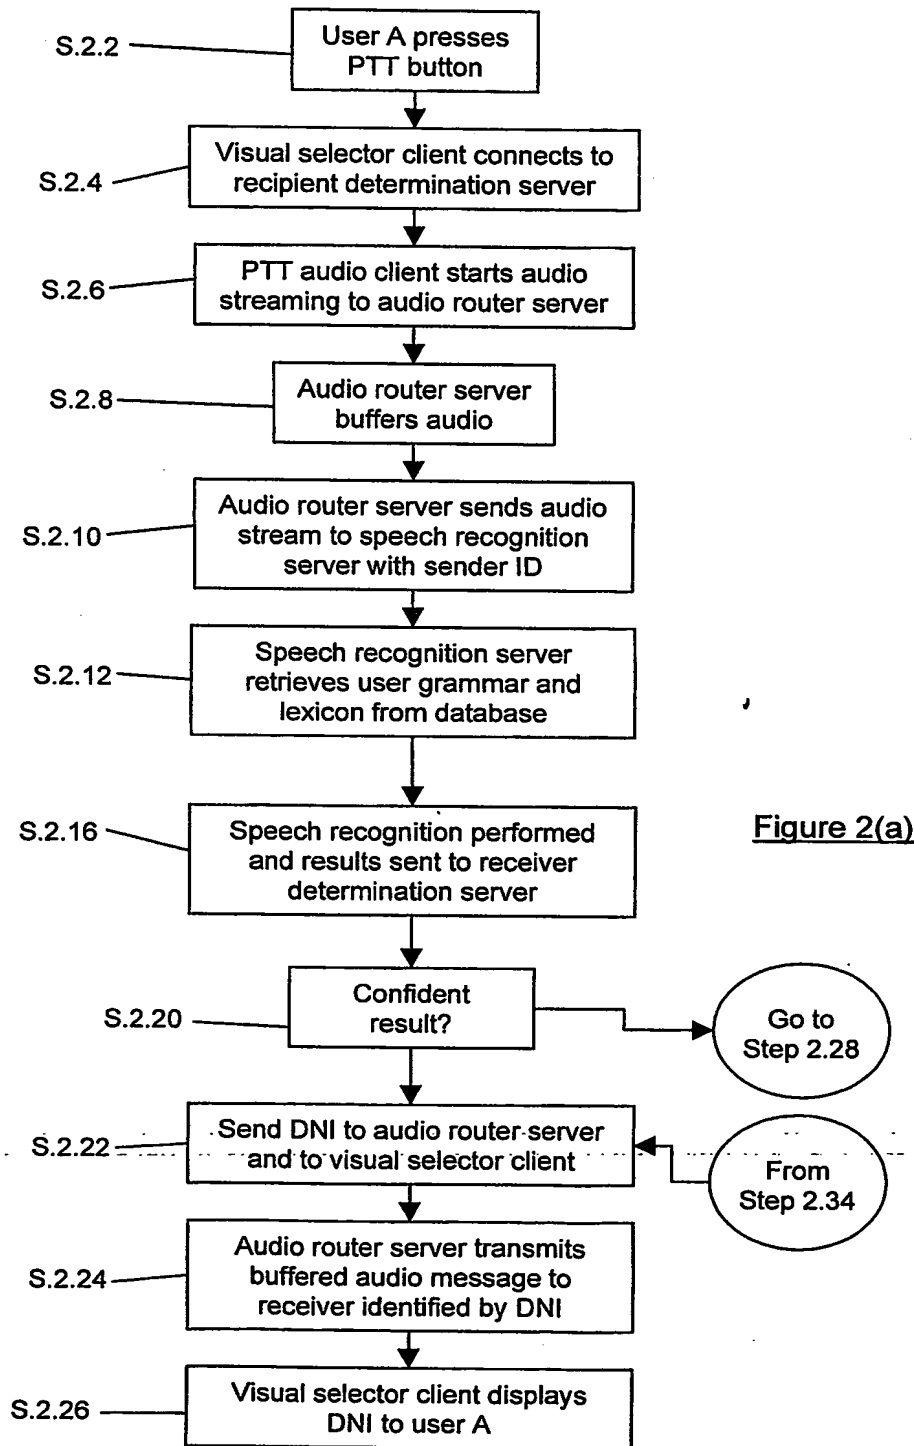 S.2.2
User A presses
PTT button
S.2.4
Visual selector client connects to
recipient determination server
S.2.6
PTT audio client starts audio
streaming to audio router server
S.2.8
Audio router server
buffers audio
S.2.10
Audio router server sends audio
stream to speech recognition
server with sender ID
S.2.12
Speech recognition server
retrieves user grammar and
lexicon from database
S.2.16
Speech recognition performed
and results sent to receiver
determination server
Figure 2(a)
S.2.20
Confident
result?
Go to
Step 2.28
S.2.22
Send DNI to audio router server
and to visual selector client
From
Step 2.34
S.2.24
Audio router server transmits
buffered audio message to
receiver identified by DNI
S.2.26
Visual selector client displays
DNI to user A